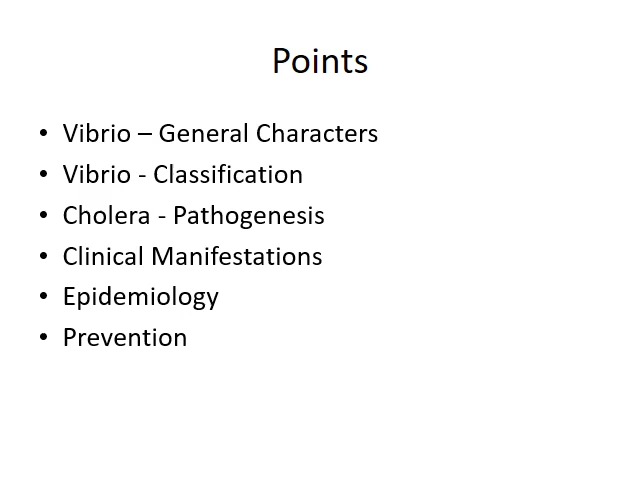 Points
• Vibrio – General Characters
• Vibrio - Classification
• Cholera - Pathogenesis
• Clinical Manifestations
• Epidemiology
• Prevention